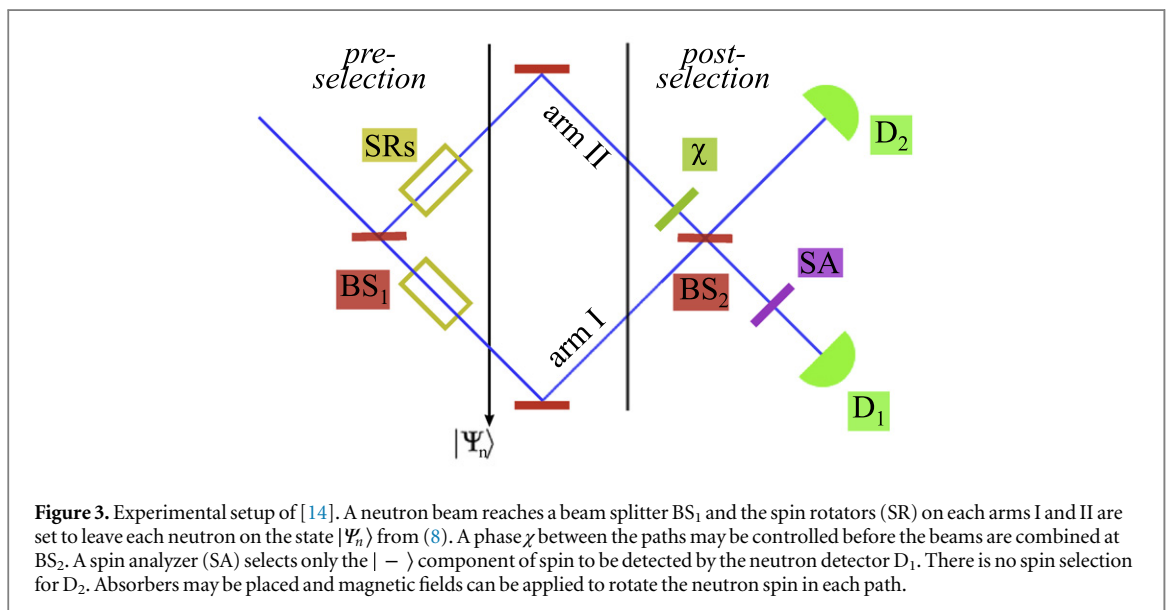 pre-
selection
post-
selection
SRs
arm II
χ
D₂
BS₁
BS₂
SA
arm I
D₁
|Ψₙ⟩
Figure 3. Experimental setup of [14]. A neutron beam reaches a beam splitter BS₁ and the spin rotators (SR) on each arms I and II are
set to leave each neutron on the state |Ψₙ⟩ from (8). A phase χ between the paths may be controlled before the beams are combined at
BS₂. A spin analyzer (SA) selects only the | − ⟩ component of spin to be detected by the neutron detector D₁. There is no spin selection
for D₂. Absorbers may be placed and magnetic fields can be applied to rotate the neutron spin in each path.